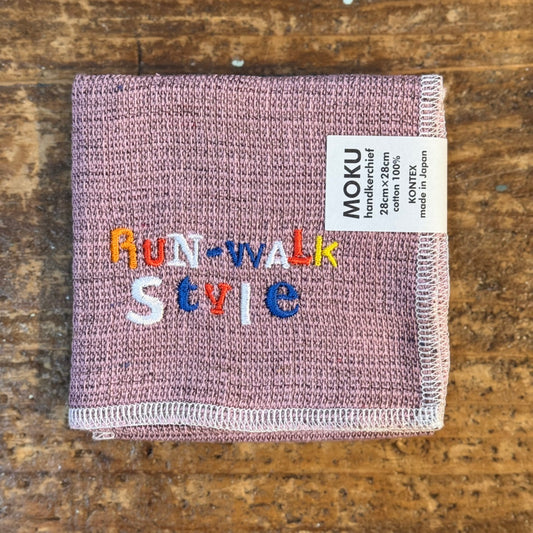 RUN-WALK
Style
MOKU
handkerchief
28cm×28cm
cotton 100%
KONTEX
made in Japan